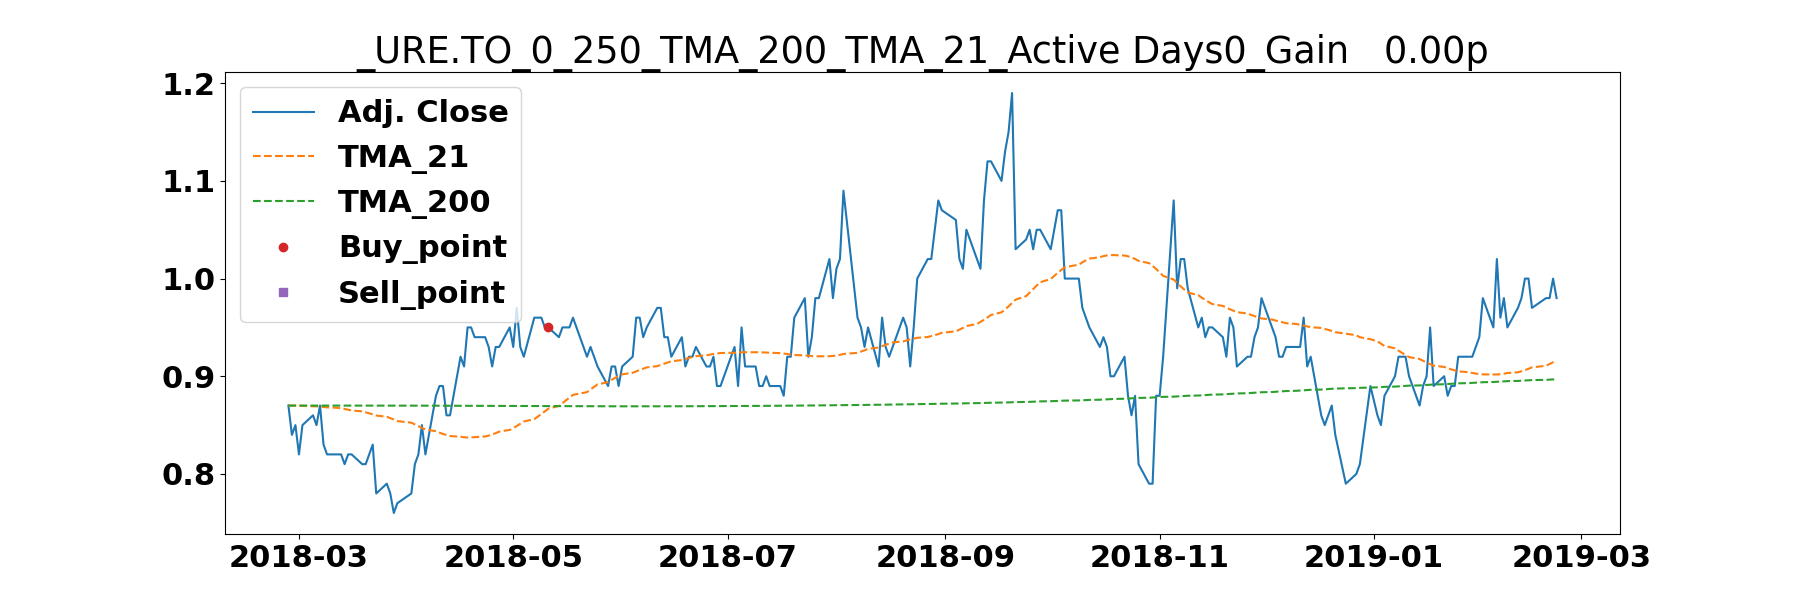 _URE.TO_0_250_TMA_200_TMA_21_Active Days0_Gain   0.00p
1.2
1.1
1.0
0.9
0.8
Adj. Close
TMA_21
TMA_200
Buy_point
Sell_point
2018-03 2018-05 2018-07 2018-09 2018-11 2019-01 2019-03